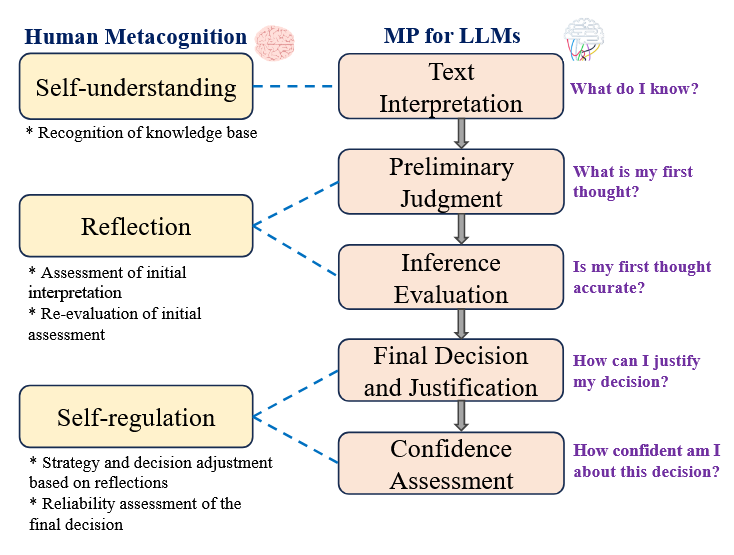 Human Metacognition
MP for LLMs
Self-understanding
* Recognition of knowledge base
Text
Interpretation
What do I know?
Preliminary
Judgment
What is my first
thought?
Reflection
* Assessment of initial
interpretation
* Re-evaluation of initial
assessment
Inference
Evaluation
Is my first thought
accurate?
Final Decision
and Justification
How can I justify
my decision?
Self-regulation
* Strategy and decision adjustment
based on reflections
* Reliability assessment of the
final decision
Confidence
Assessment
How confident am I
about this decision?